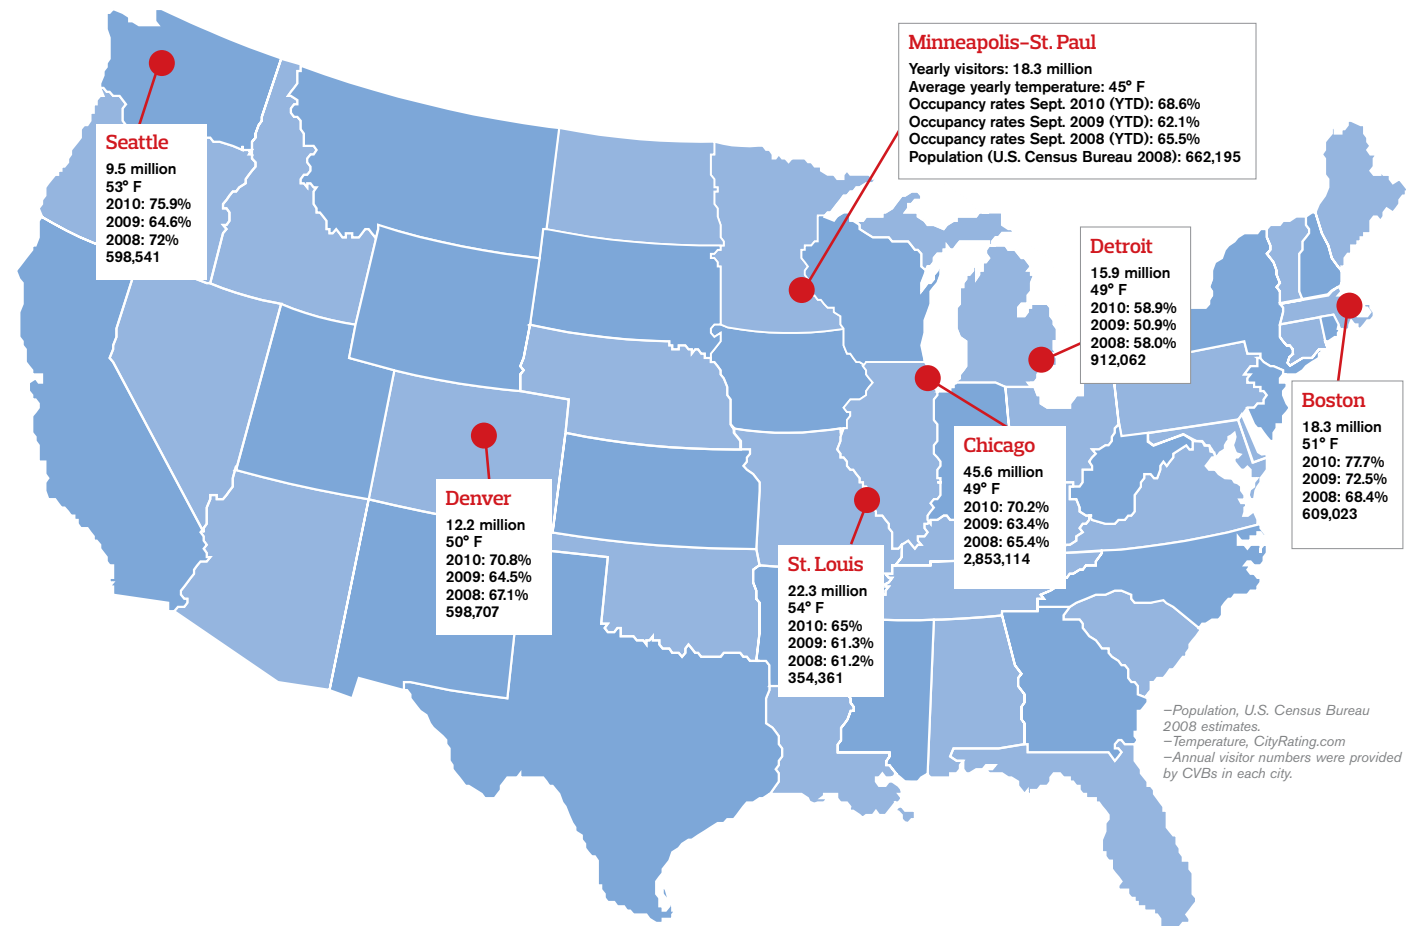 Minneapolis–St. Paul
Yearly visitors: 18.3 million
Average yearly temperature: 45° F
Occupancy rates Sept. 2010 (YTD): 68.6%
Occupancy rates Sept. 2009 (YTD): 62.1%
Occupancy rates Sept. 2008 (YTD): 65.5%
Population (U.S. Census Bureau 2008): 662,195
Seattle
9.5 million
53° F
2010: 75.9%
2009: 64.6%
2008: 72%
598,541
Detroit
15.9 million
49° F
2010: 58.9%
2009: 50.9%
2008: 58.0%
912,062
Boston
18.3 million
51° F
2010: 77.7%
2009: 72.5%
2008: 68.4%
609,023
Chicago
45.6 million
49° F
2010: 70.2%
2009: 63.4%
2008: 65.4%
2,853,114
Denver
12.2 million
50° F
2010: 70.8%
2009: 64.5%
2008: 67.1%
598,707
St. Louis
22.3 million
54° F
2010: 65%
2009: 61.3%
2008: 61.2%
354,361
–Population, U.S. Census Bureau
2008 estimates.
–Temperature, CityRating.com
–Annual visitor numbers were provided
by CVBs in each city.